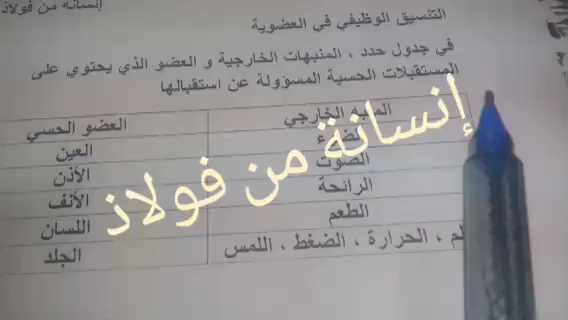 إنسانة من فولاذ
التنسيق الوظيفي في العضوية
في جدول حدد ، المنبهات الخارجية و العضو الذي يحتوي على
المستقبلات الحسية المسؤولة عن استقبالها
الخارجي العضو الحسي
العين
الصوت الأذن
الرائحة الأنف
الطعم اللسان
، الحرارة ، الضغط ، اللمس الجلد
إنسانة من فولاذ